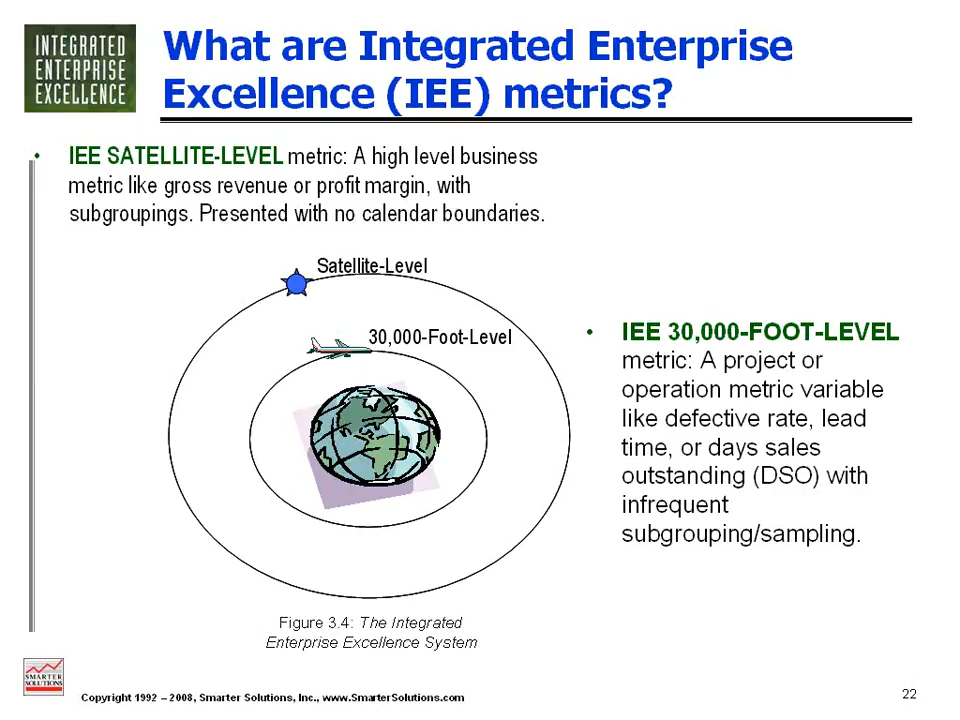 INTEGRATED
ENTERPRISE
EXCELLENCE
What are Integrated Enterprise
Excellence (IEE) metrics?
• IEE SATELLITE-LEVEL metric: A high level business
metric like gross revenue or profit margin, with
subgroupings. Presented with no calendar boundaries.
Satellite-Level
30,000-Foot-Level
• IEE 30,000-FOOT-LEVEL
metric: A project or
operation metric variable
like defective rate, lead
time, or days sales
outstanding (DSO) with
infrequent
subgrouping/sampling.
Figure 3.4: The Integrated
Enterprise Excellence System
SMARTER
SOLUTIONS
Copyright 1992 – 2008, Smarter Solutions, Inc., www.SmarterSolutions.com
22